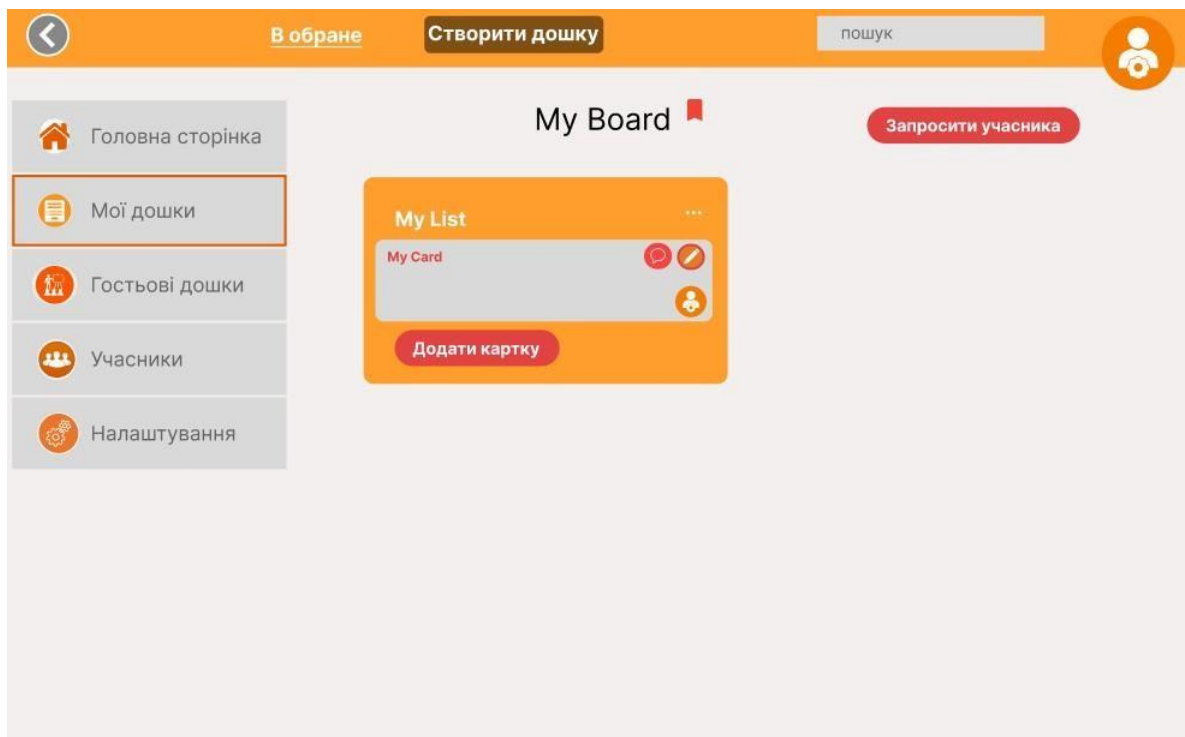 В обране
Створити дошку
пошук
My Board
Запросити учасника
Головна сторінка
Мої дошки
Гостьові дошки
Учасники
Налаштування
My List
...
My Card
Додати картку